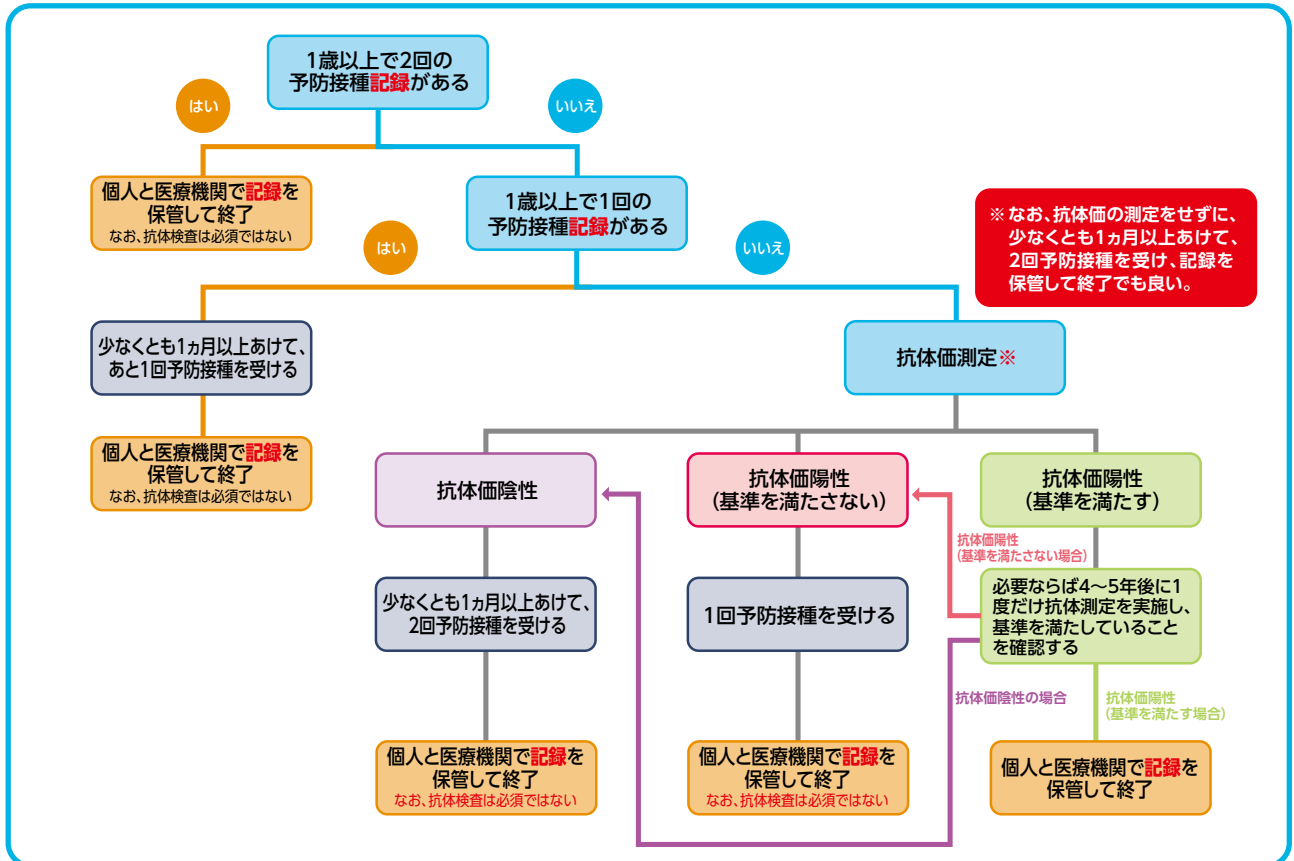 1歳以上で2回の
予防接種記録がある
はい
いいえ
個人と医療機関で記録を
保管して終了
なお、抗体検査は必須ではない
1歳以上で1回の
予防接種記録がある
※なお、抗体価の測定をせずに、
少なくとも1ヵ月以上あけて、
2回予防接種を受け、記録を
保管して終了でも良い。
はい
いいえ
少なくとも1ヵ月以上あけて、
あと1回予防接種を受ける
抗体価測定※
個人と医療機関で記録を
保管して終了
なお、抗体検査は必須ではない
抗体価陰性
抗体価陽性
(基準を満たさない)
抗体価陽性
(基準を満たす)
抗体価陽性
(基準を満たさない場合)
少なくとも1ヵ月以上あけて、
2回予防接種を受ける
1回予防接種を受ける
必要ならば4〜5年後に1
度だけ抗体測定を実施し、
基準を満たしていること
を確認する
抗体価陰性の場合
抗体価陽性
(基準を満たす場合)
個人と医療機関で記録を
保管して終了
なお、抗体検査は必須ではない
個人と医療機関で記録を
保管して終了
なお、抗体検査は必須ではない
個人と医療機関で記録を
保管して終了